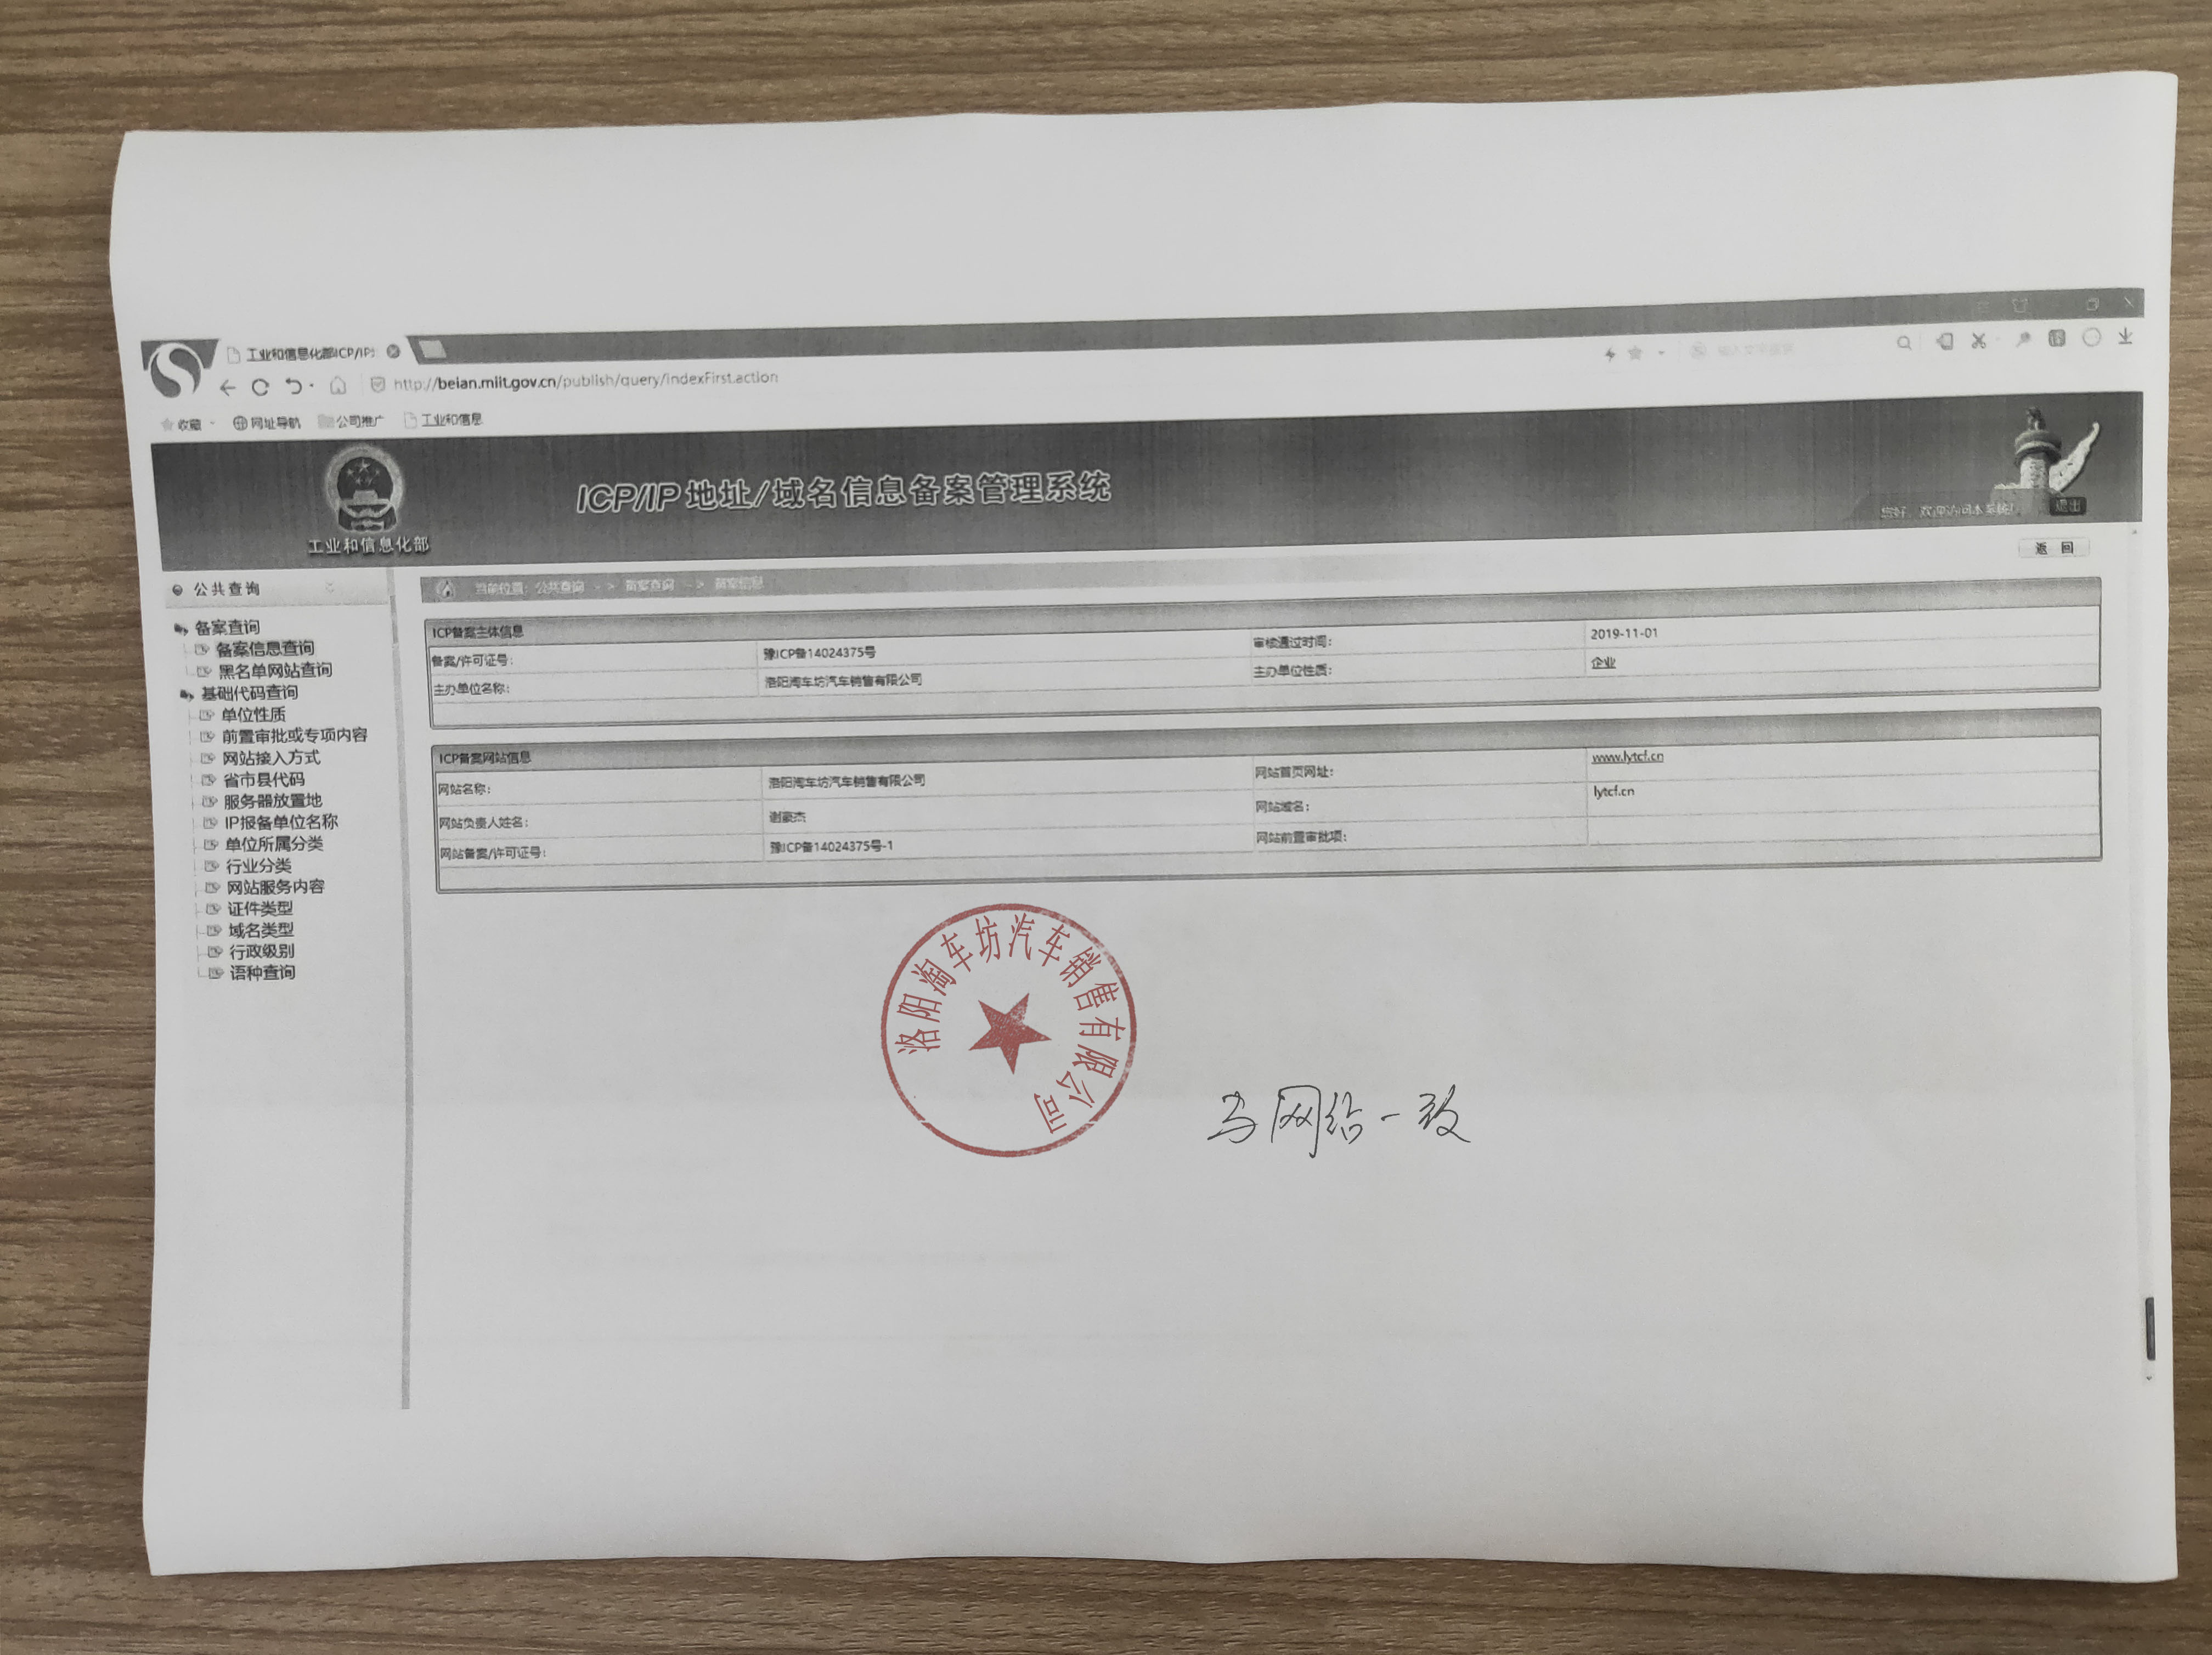 工业和信息化部ICP/IP
http://beian.miit.gov.cn/publish/query/indexFirst.action
收藏 网址导航 公司推广 工业和信息
工业和信息化部
ICP/IP 地址/域名信息备案管理系统
您好，欢迎访问本系统! 退出
返 回
公共查询
备案查询
备案信息查询
黑名单网站查询
基础代码查询
单位性质
前置审批或专项内容
网站接入方式
省市县代码
服务器放置地
IP报备单位名称
单位所属分类
行业分类
网站服务内容
证件类型
域名类型
行政级别
语种查询
当前位置: 公共查询 --> 备案查询 --> 备案信息
ICP备案主体信息
备案/许可证号: 豫ICP备14024375号 审核通过时间: 2019-11-01
主办单位名称: 洛阳淘车坊汽车销售有限公司 主办单位性质: 企业
ICP备案网站信息
网站名称: 洛阳淘车坊汽车销售有限公司 网站首页网址: www.lytcf.cn
网站负责人姓名: 谢豪杰 网站域名: lytcf.cn
网站备案/许可证号: 豫ICP备14024375号-1 网站前置审批项:
洛阳淘车坊汽车销售有限公司
与网络一致